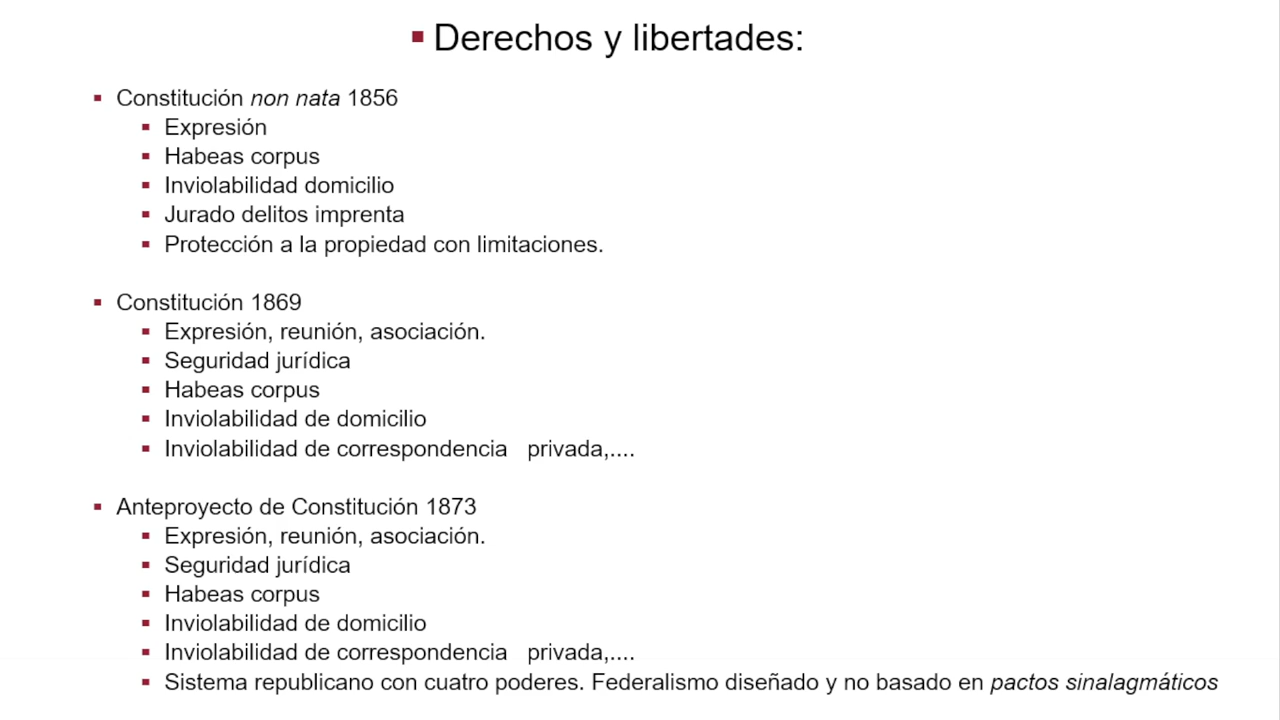 Derechos y libertades:
Constitución non nata 1856
Expresión
Habeas corpus
Inviolabilidad domicilio
Jurado delitos imprenta
Protección a la propiedad con limitaciones.
Constitución 1869
Expresión, reunión, asociación.
Seguridad jurídica
Habeas corpus
Inviolabilidad de domicilio
Inviolabilidad de correspondencia privada,....
Anteproyecto de Constitución 1873
Expresión, reunión, asociación.
Seguridad jurídica
Habeas corpus
Inviolabilidad de domicilio
Inviolabilidad de correspondencia privada,....
Sistema republicano con cuatro poderes. Federalismo diseñado y no basado en pactos sinalagmáticos